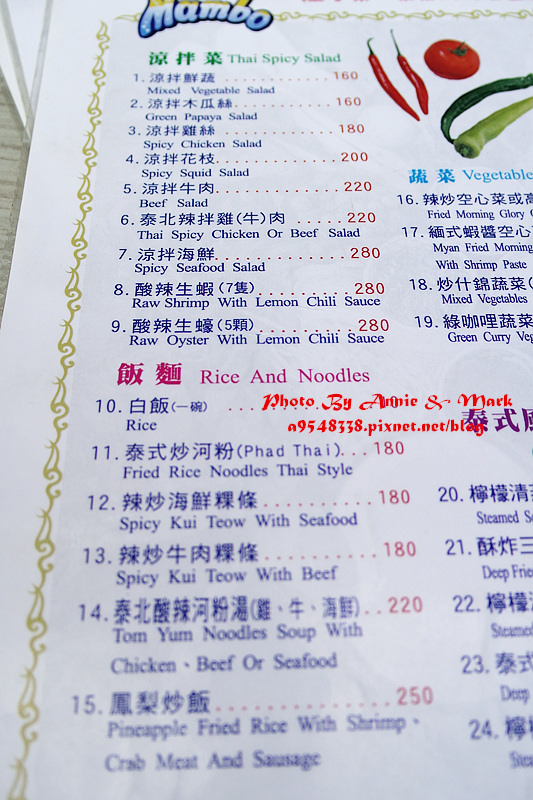 Mambo
涼拌菜 Thai Spicy Salad
1. 涼拌鮮蔬 ............ 160
Mixed Vegetable Salad
2. 涼拌木瓜絲 ............ 160
Green Papaya Salad
3. 涼拌雞絲 ............ 180
Spicy Chicken Salad
4. 涼拌花枝 ............ 200
Spicy Squid Salad
5. 涼拌牛肉 ............ 220
Beef Salad
6. 泰北辣拌雞(牛)肉 ...... 220
Thai Spicy Chicken Or Beef Salad
7. 涼拌海鮮 ............ 280
Spicy Seafood Salad
8. 酸辣生蝦(7隻) ......... 280
Raw Shrimp With Lemon Chili Sauce
9. 酸辣生蠔(5顆) ......... 280
Raw Oyster With Lemon Chili Sauce
飯麵 Rice And Noodles
10. 白飯(一碗) ......
Rice
11. 泰式炒河粉(Phad Thai)... 180
Fried Rice Noodles Thai Style
12. 辣炒海鮮粿條 ......... 180
Spicy Kui Teow With Seafood
13. 辣炒牛肉粿條 ......... 180
Spicy Kui Teow With Beef
14. 泰北酸辣河粉湯(雞、牛、海鮮).. 220
Tom Yum Noodles Soup With
Chicken、Beef Or Seafood
15. 鳳梨炒飯 ............ 250
Pineapple Fried Rice With Shrimp、
Crab Meat And Sausage
蔬菜 Vegetable
16. 辣炒空心菜或
Fried Morning Glory
17. 緬式蝦醬空心
Myan Fried Morning
With Shrimp Paste
18. 炒什錦蔬菜(
Mixed Vegetables
19. 綠咖哩蔬菜
Green Curry Veg
Photo By Annie & Mark
a9548338.pixnet.net/blog
泰式
20. 檸檬清蒸
Steamed S
21. 酥炸三
Deep Frie
22. 檸檬
Steamed
23. 泰式
Deep
24. 檸
Stea